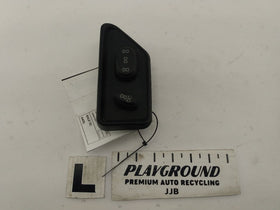 L
PLAYGROUND
PREMIUM AUTO RECYCLING
JJB